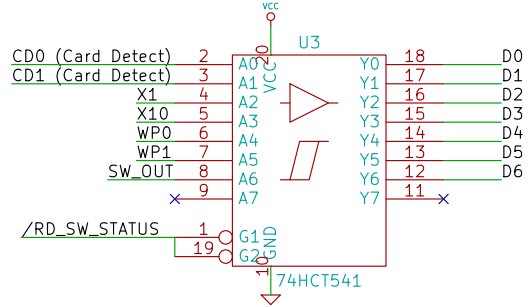 VCC
U3
20
VCC
CD0 (Card Detect) 2 A0 Y0 18 D0
CD1 (Card Detect) 3 A1 Y1 17 D1
X1 4 A2 Y2 16 D2
X10 5 A3 Y3 15 D3
WP0 6 A4 Y4 14 D4
WP1 7 A5 Y5 13 D5
SW_OUT 8 A6 Y6 12 D6
9 A7 Y7 11
/RD_SW_STATUS 1 G1
19 G2
GND
10
74HCT541